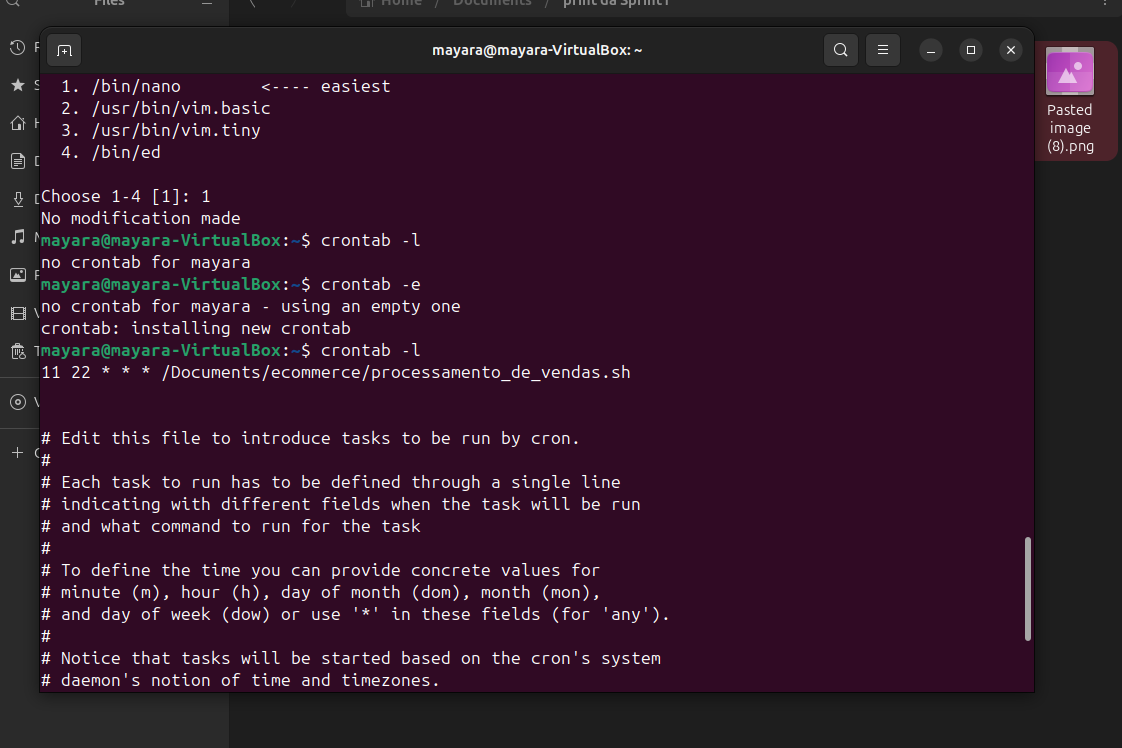 Files
Home / Documents / print da Sprint1
mayara@mayara-VirtualBox: ~
1. /bin/nano        <---- easiest
2. /usr/bin/vim.basic
3. /usr/bin/vim.tiny
4. /bin/ed
Choose 1-4 [1]: 1
No modification made
mayara@mayara-VirtualBox:~$ crontab -l
no crontab for mayara
mayara@mayara-VirtualBox:~$ crontab -e
no crontab for mayara - using an empty one
crontab: installing new crontab
mayara@mayara-VirtualBox:~$ crontab -l
11 22 * * * /Documents/ecommerce/processamento_de_vendas.sh
# Edit this file to introduce tasks to be run by cron.
#
# Each task to run has to be defined through a single line
# indicating with different fields when the task will be run
# and what command to run for the task
#
# To define the time you can provide concrete values for
# minute (m), hour (h), day of month (dom), month (mon),
# and day of week (dow) or use '*' in these fields (for 'any').
#
# Notice that tasks will be started based on the cron's system
# daemon's notion of time and timezones.
Pasted
image
(8).png